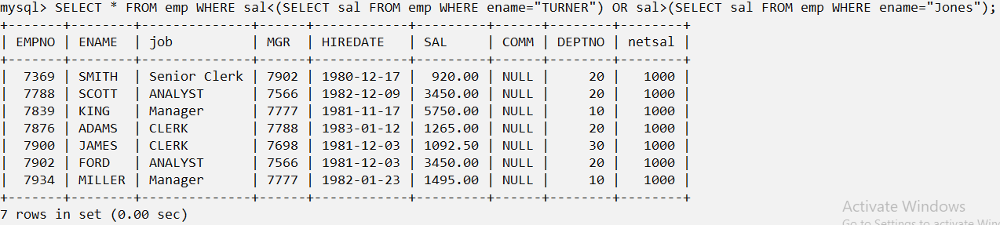 mysql> SELECT * FROM emp WHERE sal<(SELECT sal FROM emp WHERE ename="TURNER") OR sal>(SELECT sal FROM emp WHERE ename="Jones");
+-------+--------+--------------+------+------------+---------+------+--------+--------+
| EMPNO | ENAME | job | MGR | HIREDATE | SAL | COMM | DEPTNO | netsal |
+-------+--------+--------------+------+------------+---------+------+--------+--------+
| 7369 | SMITH | Senior Clerk | 7902 | 1980-12-17 | 920.00 | NULL | 20 | 1000 |
| 7788 | SCOTT | ANALYST | 7566 | 1982-12-09 | 3450.00 | NULL | 20 | 1000 |
| 7839 | KING | Manager | 7777 | 1981-11-17 | 5750.00 | NULL | 10 | 1000 |
| 7876 | ADAMS | CLERK | 7788 | 1983-01-12 | 1265.00 | NULL | 20 | 1000 |
| 7900 | JAMES | CLERK | 7698 | 1981-12-03 | 1092.50 | NULL | 30 | 1000 |
| 7902 | FORD | ANALYST | 7566 | 1981-12-03 | 3450.00 | NULL | 20 | 1000 |
| 7934 | MILLER | Manager | 7777 | 1982-01-23 | 1495.00 | NULL | 10 | 1000 |
+-------+--------+--------------+------+------------+---------+------+--------+--------+
7 rows in set (0.00 sec)
Activate Windows
Go to Settings to activate Win